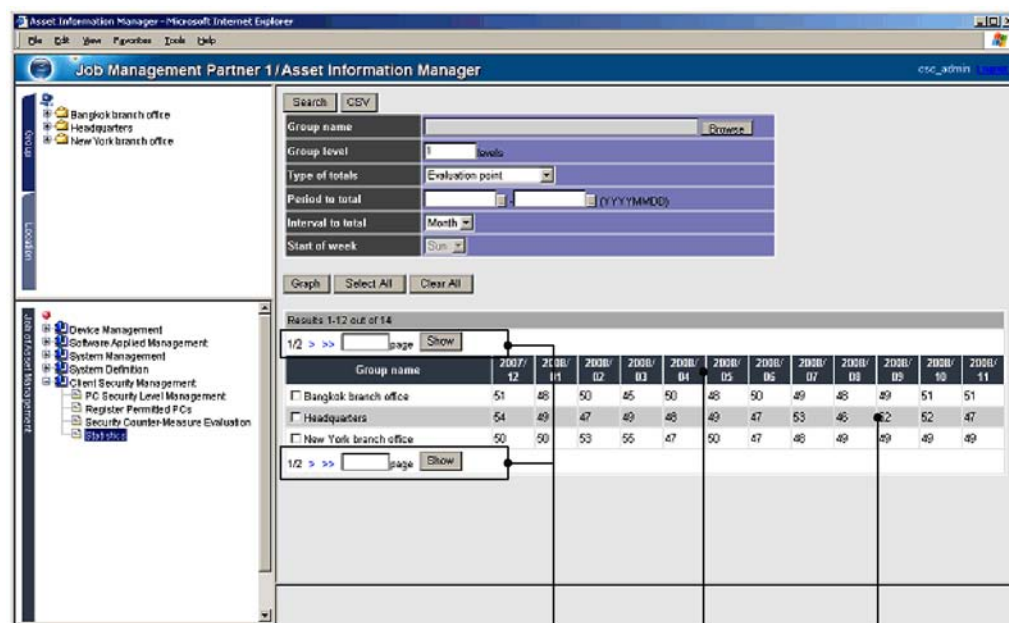 Asset Information Manager - Microsoft Internet Explorer
File Edit View Favorites Tools Help
Job Management Partner 1/Asset Information Manager
csc_admin Logout
Group
Location
Bangkok branch office
Headquarters
New York branch office
Search CSV
Group name Browse
Group level 1 levels
Type of totals Evaluation point
Period to total - (YYYYMMDD)
Interval to total Month
Start of week Sun
Graph Select All Clear All
Job of Asset Management
Device Management
Software Applied Management
System Management
System Definition
Client Security Management
PC Security Level Management
Register Permitted PCs
Security Counter-Measure Evaluation
Statistics
Results 1-12 out of 14
1/2 > >> page Show
Group name 2007/12 2008/01 2008/02 2008/03 2008/04 2008/05 2008/06 2008/07 2008/08 2008/09 2008/10 2008/11
Bangkok branch office 51 48 50 45 50 48 50 49 48 49 51 51
Headquarters 54 49 47 49 48 49 47 53 46 52 52 47
New York branch office 50 50 53 55 47 50 47 48 49 49 49 49
1/2 > >> page Show